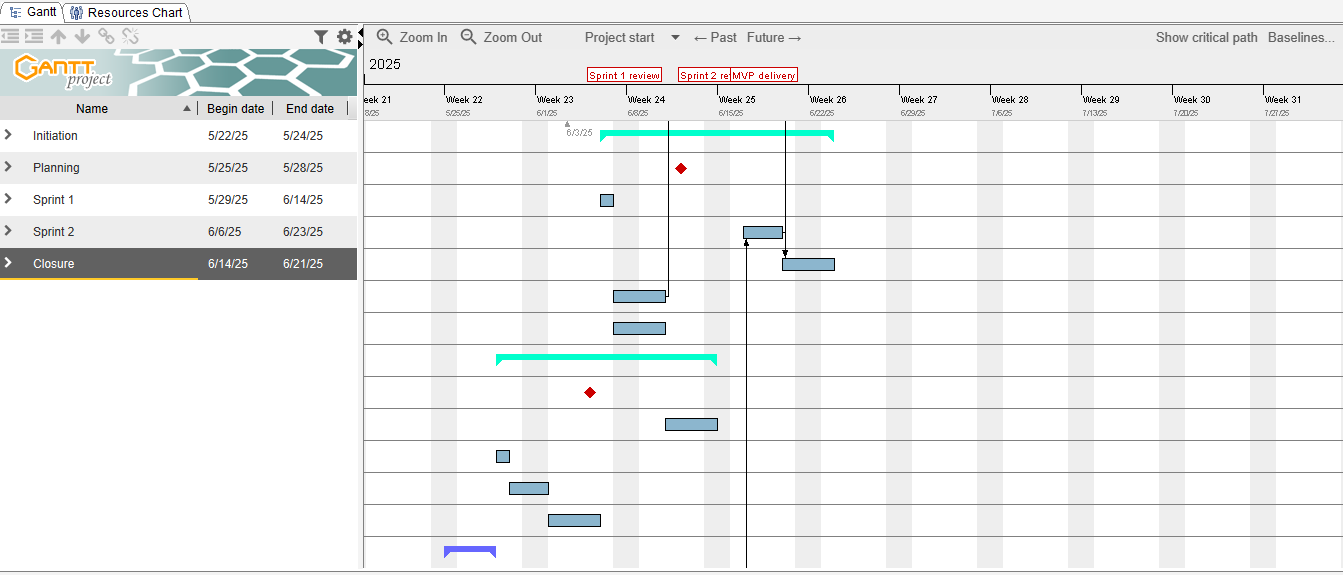 Gantt Resources Chart
Zoom In Zoom Out Project start ← Past Future → Show critical path Baselines...
GANTT
project
2025
Sprint 1 review Sprint 2 re MVP delivery
Name Begin date End date
eek 21 Week 22 Week 23 Week 24 Week 25 Week 26 Week 27 Week 28 Week 29 Week 30 Week 31
8/25 5/25/25 6/1/25 6/8/25 6/15/25 6/22/25 6/29/25 7/6/25 7/13/25 7/20/25 7/27/25
6/3/25
Initiation 5/22/25 5/24/25
Planning 5/25/25 5/28/25
Sprint 1 5/29/25 6/14/25
Sprint 2 6/6/25 6/23/25
Closure 6/14/25 6/21/25